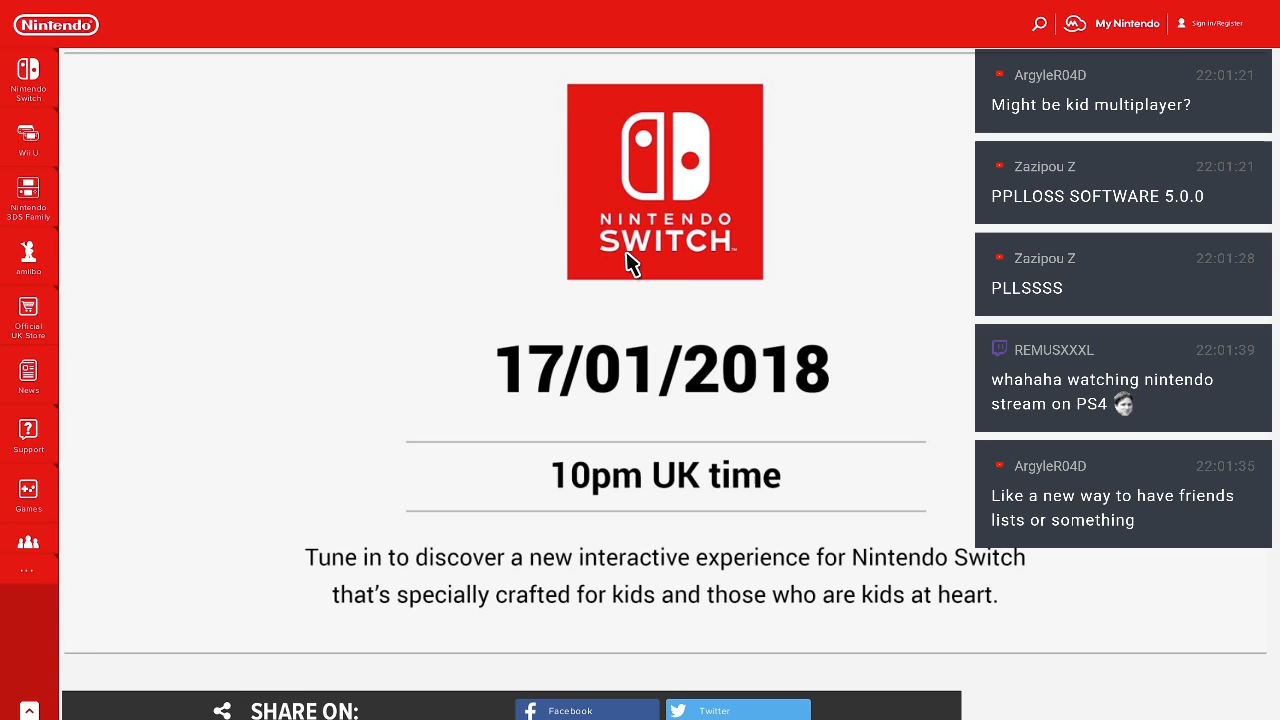 Nintendo
My Nintendo
Sign in/Register
Nintendo
Switch
Wii U
Nintendo
3DS Family
amiibo
Official
UK Store
News
Support
Games
...
NINTENDO
SWITCH
TM
17/01/2018
10pm UK time
Tune in to discover a new interactive experience for Nintendo Switch
that's specially crafted for kids and those who are kids at heart.
SHARE ON:
Facebook
Twitter
ArgyleR04D 22:01:21
Might be kid multiplayer?
Zazipou Z 22:01:21
PPLLOSS SOFTWARE 5.0.0
Zazipou Z 22:01:28
PLLSSSS
REMUSXXXL 22:01:39
whahaha watching nintendo
stream on PS4
ArgyleR04D 22:01:35
Like a new way to have friends
lists or something